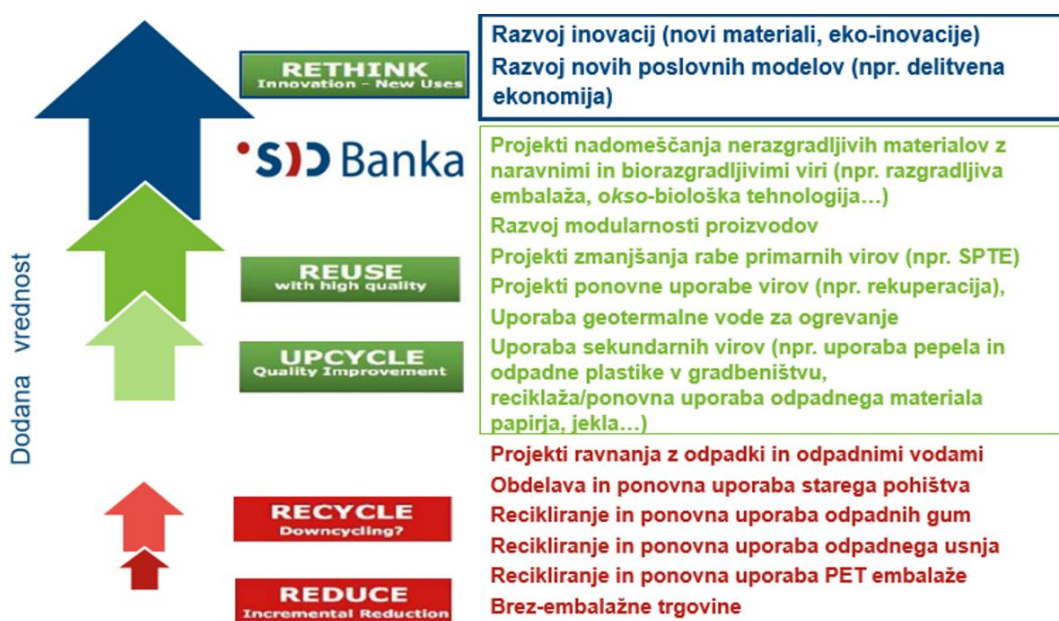 Dodana vrednost
RETHINK
Innovation – New Uses
SID Banka
REUSE
with high quality
UPCYCLE
Quality Improvement
RECYCLE
Downcycling?
REDUCE
Incremental Reduction
Razvoj inovacij (novi materiali, eko-inovacije)
Razvoj novih poslovnih modelov (npr. delitvena
ekonomija)
Projekti nadomeščanja nerazgradljivih materialov z
naravnimi in biorazgradljivimi viri (npr. razgradljiva
embalaža, okso-biološka tehnologija…)
Razvoj modularnosti proizvodov
Projekti zmanjšanja rabe primarnih virov (npr. SPTE)
Projekti ponovne uporabe virov (npr. rekuperacija),
Uporaba geotermalne vode za ogrevanje
Uporaba sekundarnih virov (npr. uporaba pepela in
odpadne plastike v gradbeništvu,
reciklaža/ponovna uporaba odpadnega materiala
papirja, jekla…)
Projekti ravnanja z odpadki in odpadnimi vodami
Obdelava in ponovna uporaba starega pohištva
Recikliranje in ponovna uporaba odpadnih gum
Recikliranje in ponovna uporaba odpadnega usnja
Recikliranje in ponovna uporaba PET embalaže
Brez-embalažne trgovine